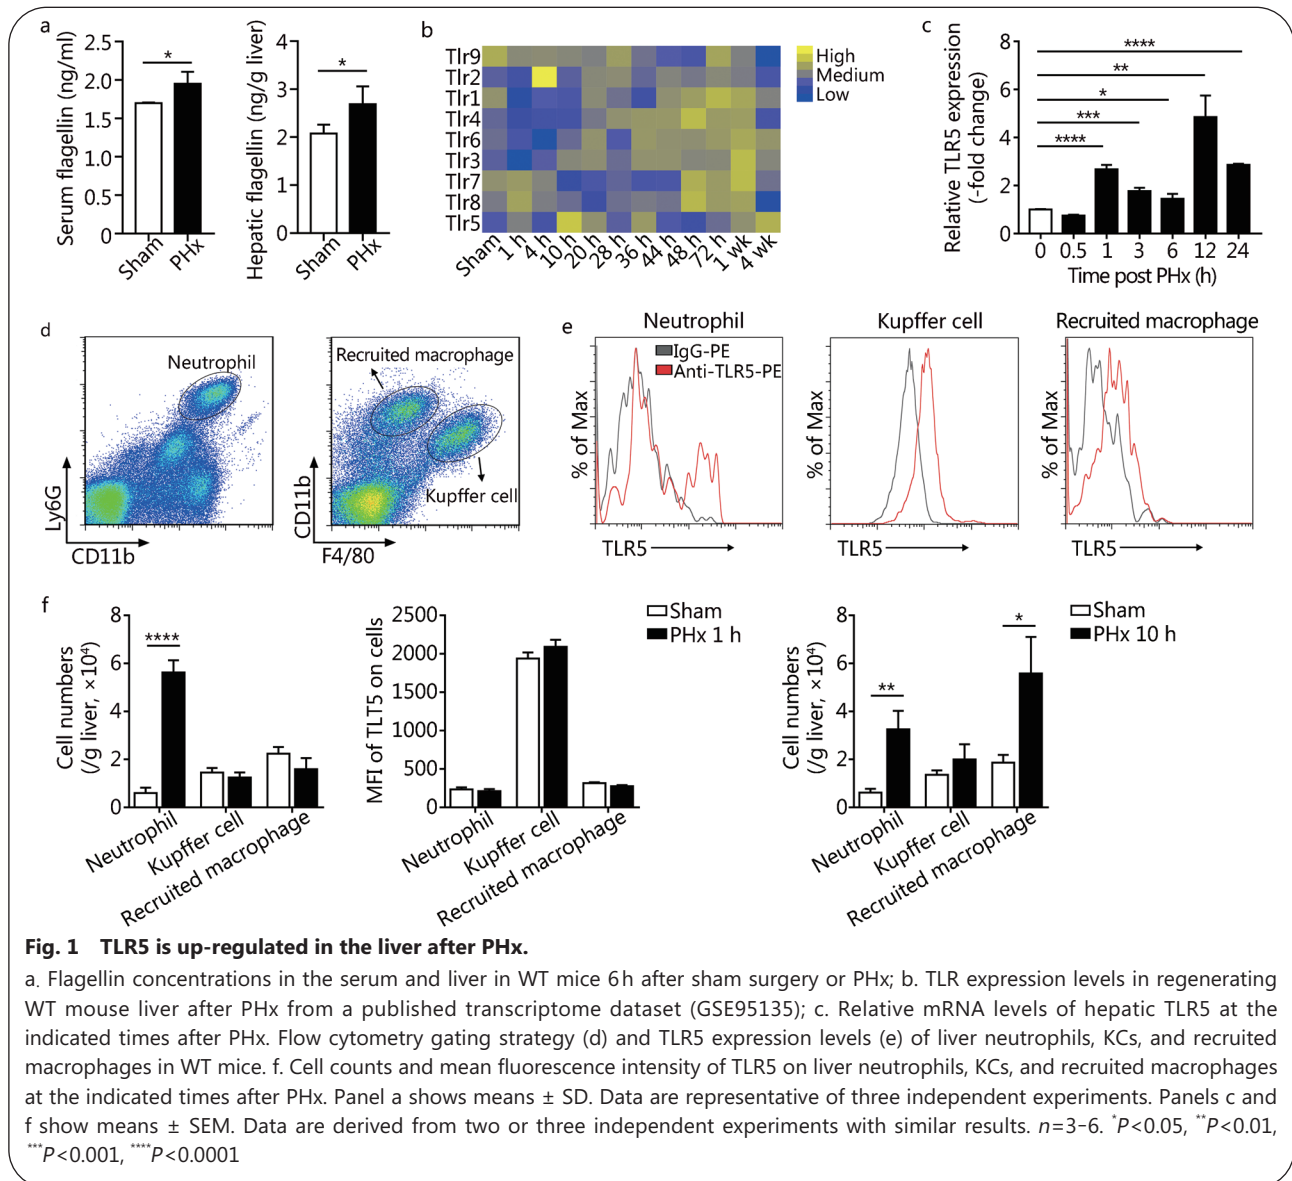 a
Serum flagellin (ng/ml)
2.5
2.0
1.5
1.0
0.5
0
*
Sham
PHx
Hepatic flagellin (ng/g liver)
4
3
2
1
0
*
Sham
PHx
b
Tlr9
Tlr2
Tlr1
Tlr4
Tlr6
Tlr3
Tlr7
Tlr8
Tlr5
Sham
1 h
4 h
10 h
20 h
28 h
36 h
44 h
48 h
72 h
1 wk
4 wk
High
Medium
Low
c
Relative TLR5 expression
(-fold change)
8
6
4
2
0
****
**
*
***
****
0 0.5 1 3 6 12 24
Time post PHx (h)
d
Neutrophil
Ly6G
CD11b
Recruited macrophage
Kupffer cell
CD11b
F4/80
e
Neutrophil
IgG-PE
Anti-TLR5-PE
% of Max
TLR5
Kupffer cell
% of Max
TLR5
Recruited macrophage
% of Max
TLR5
f
Cell numbers
(/g liver, ×10⁴)
8
6
4
2
0
****
Neutrophil
Kupffer cell
Recruited macrophage
MFI of TLT5 on cells
2500
2000
1500
1000
500
0
Neutrophil
Kupffer cell
Recruited macrophage
Sham
PHx 1 h
Cell numbers
(/g liver, ×10⁴)
8
6
4
2
0
**
*
Neutrophil
Kupffer cell
Recruited macrophage
Sham
PHx 10 h
Fig. 1 TLR5 is up-regulated in the liver after PHx.
a. Flagellin concentrations in the serum and liver in WT mice 6 h after sham surgery or PHx; b. TLR expression levels in regenerating
WT mouse liver after PHx from a published transcriptome dataset (GSE95135); c. Relative mRNA levels of hepatic TLR5 at the
indicated times after PHx. Flow cytometry gating strategy (d) and TLR5 expression levels (e) of liver neutrophils, KCs, and recruited
macrophages in WT mice. f. Cell counts and mean fluorescence intensity of TLR5 on liver neutrophils, KCs, and recruited macrophages
at the indicated times after PHx. Panel a shows means ± SD. Data are representative of three independent experiments. Panels c and
f show means ± SEM. Data are derived from two or three independent experiments with similar results. n=3-6. *P<0.05, **P<0.01,
***P<0.001, ****P<0.0001